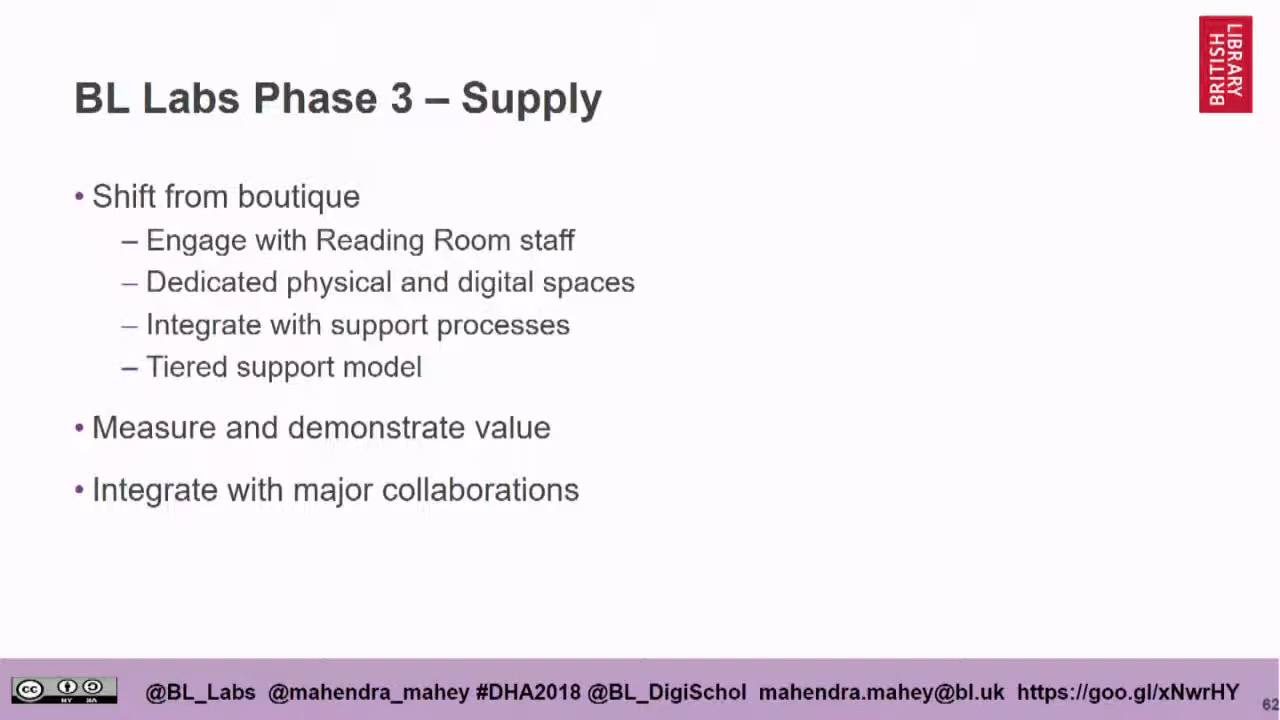 BRITISH
LIBRARY
BL Labs Phase 3 – Supply
• Shift from boutique
– Engage with Reading Room staff
– Dedicated physical and digital spaces
– Integrate with support processes
– Tiered support model
• Measure and demonstrate value
• Integrate with major collaborations
cc
@BL_Labs @mahendra_mahey #DHA2018 @BL_DigiSchol mahendra.mahey@bl.uk https://goo.gl/xNwrHY
62